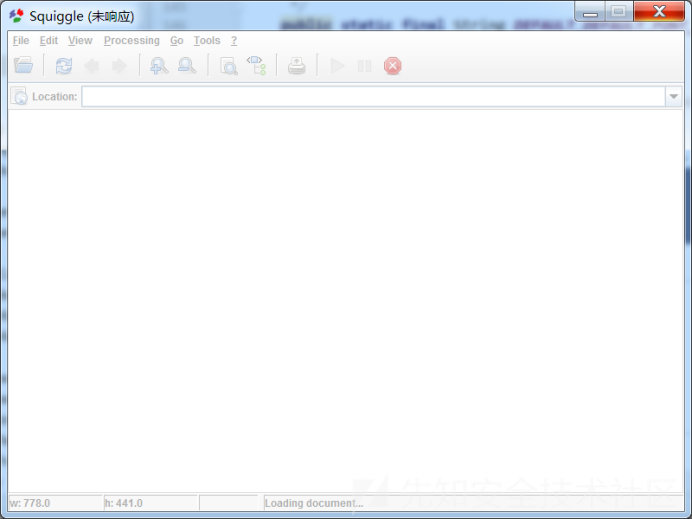 Squiggle (未响应)
public static final String DEFAULT_DEFAULT
File Edit View Processing Go Tools ?
Location:
w: 778.0 h: 441.0 Loading document...
先知安全技术社区